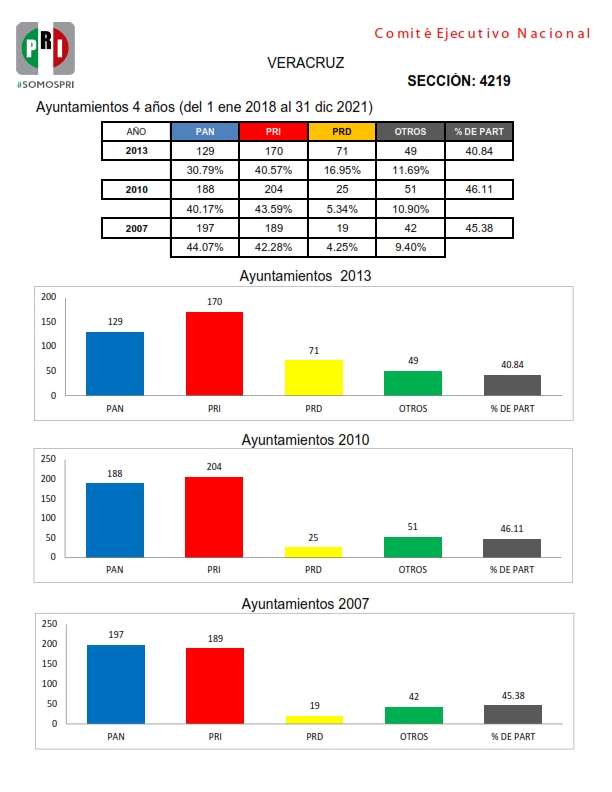 Comité Ejecutivo Nacional
PRI
#SOMOSPRI
VERACRUZ
SECCIÓN: 4219
Ayuntamientos 4 años (del 1 ene 2018 al 31 dic 2021)
AÑO PAN PRI PRD OTROS % DE PART
2013 129 170 71 49 40.84
30.79% 40.57% 16.95% 11.69%
2010 188 204 25 51 46.11
40.17% 43.59% 5.34% 10.90%
2007 197 189 19 42 45.38
44.07% 42.28% 4.25% 9.40%
Ayuntamientos 2013
200
150
100
50
0
129 170 71 49 40.84
PAN PRI PRD OTROS % DE PART
Ayuntamientos 2010
250
200
150
100
50
0
188 204 25 51 46.11
PAN PRI PRD OTROS % DE PART
Ayuntamientos 2007
250
200
150
100
50
0
197 189 19 42 45.38
PAN PRI PRD OTROS % DE PART